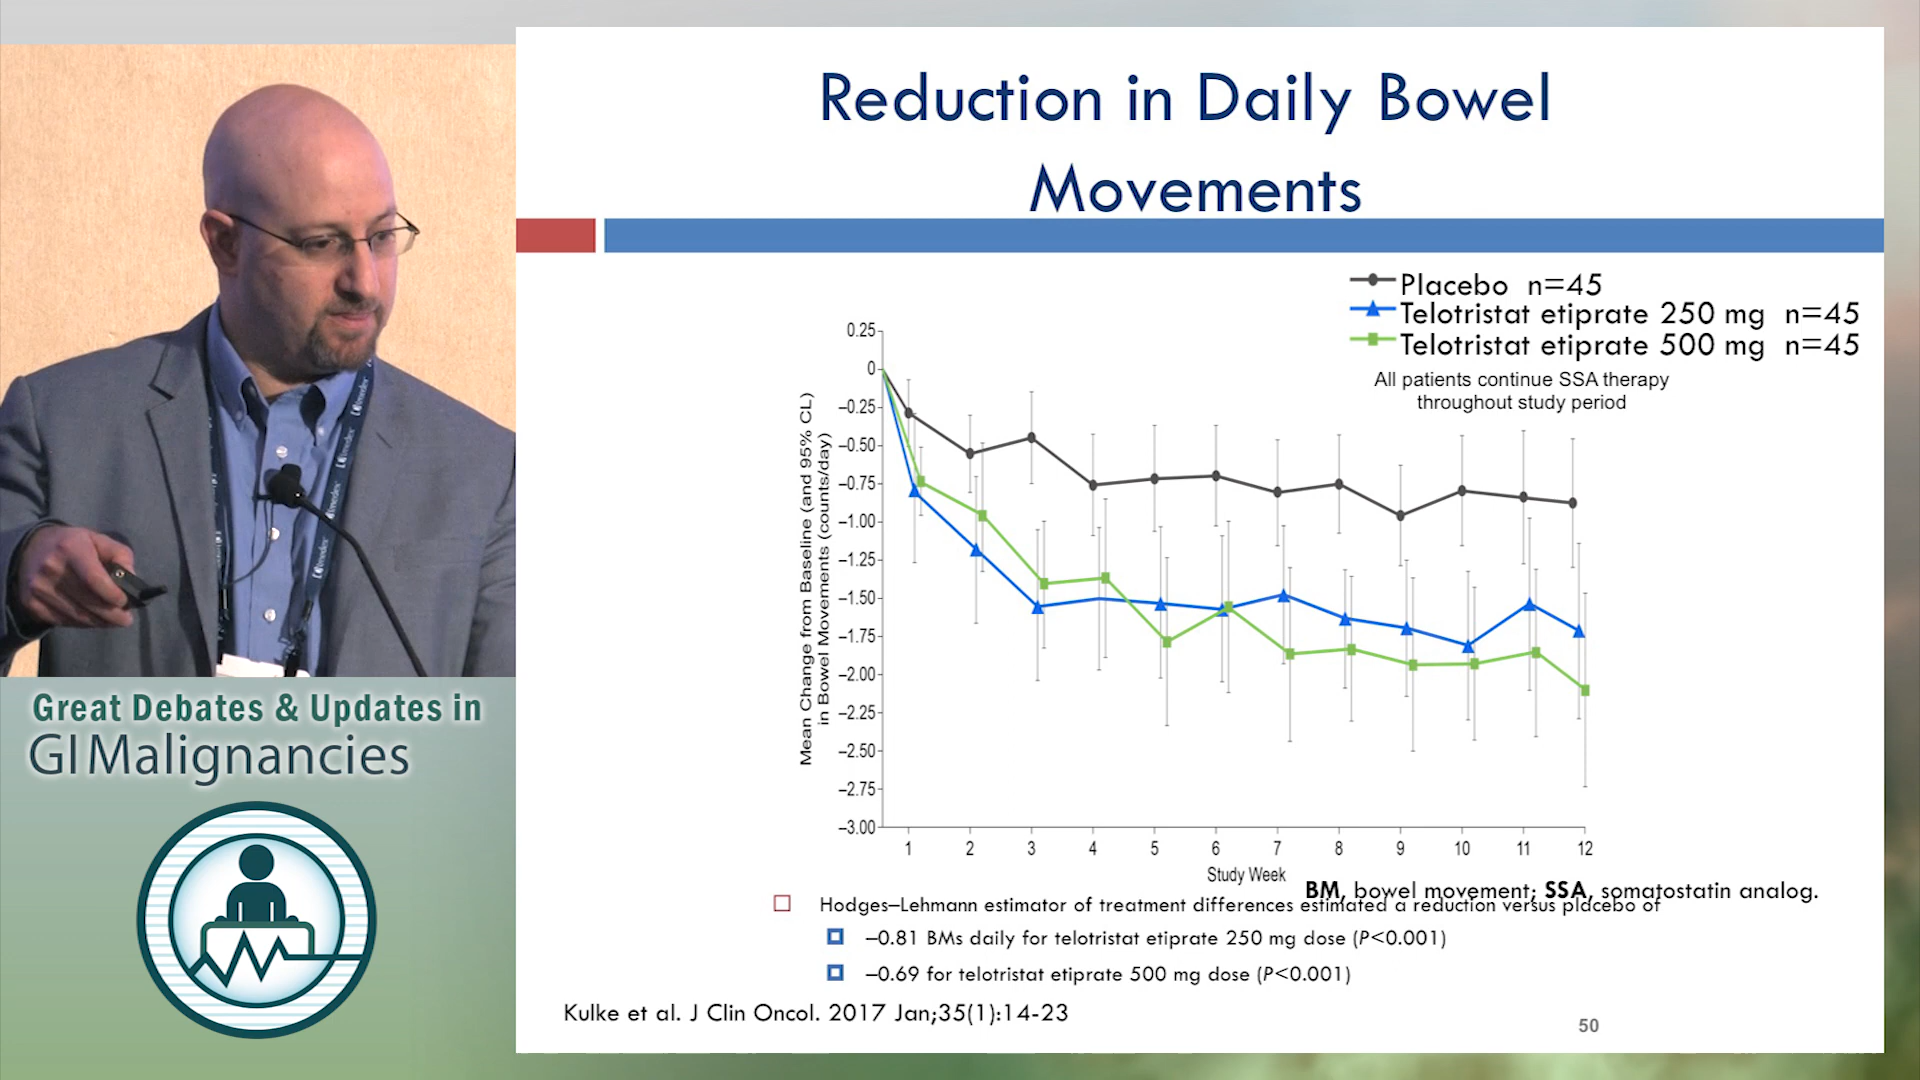 Reduction in Daily Bowel
Movements
Placebo n=45
Telotristat etiprate 250 mg n=45
Telotristat etiprate 500 mg n=45
All patients continue SSA therapy
throughout study period
Mean Change from Baseline (and 95% CL)
in Bowel Movements (counts/day)
0.25
0
–0.25
–0.50
–0.75
–1.00
–1.25
–1.50
–1.75
–2.00
–2.25
–2.50
–2.75
–3.00
1 2 3 4 5 6 7 8 9 10 11 12
Study Week
BM, bowel movement; SSA, somatostatin analog.
Hodges–Lehmann estimator of treatment differences estimated a reduction versus placebo of
–0.81 BMs daily for telotristat etiprate 250 mg dose (P<0.001)
–0.69 for telotristat etiprate 500 mg dose (P<0.001)
Kulke et al. J Clin Oncol. 2017 Jan;35(1):14-23
50
Great Debates & Updates in
GI Malignancies